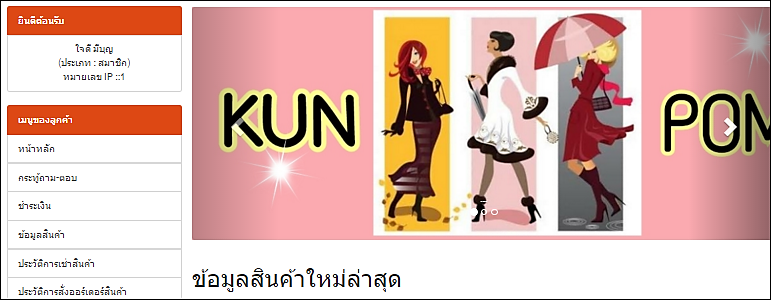 ยินดีต้อนรับ
ใจดี มีบุญ
(ประเภท : สมาชิก)
หมายเลข IP ::1
เมนูของลูกค้า
หน้าหลัก
กระทู้ถาม-ตอบ
ชำระเงิน
ข้อมูลสินค้า
ประวัติการเช่าสินค้า
ประวัติการสั่งออร์เดอร์สินค้า
KUN
POM
ข้อมูลสินค้าใหม่ล่าสุด